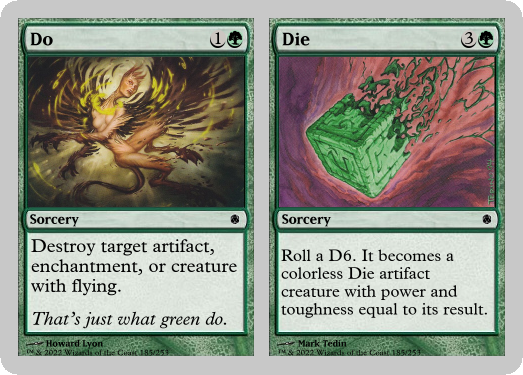 Do 1
Sorcery
Destroy target artifact,
enchantment, or creature
with flying.
That's just what green do.
Howard Lyon
™ & 2022 Wizards of the Coast 185/253
Die 3
Sorcery
Roll a D6. It becomes a
colorless Die artifact
creature with power and
toughness equal to its result.
Mark Tedin
™ & 2022 Wizards of the Coast 185/253